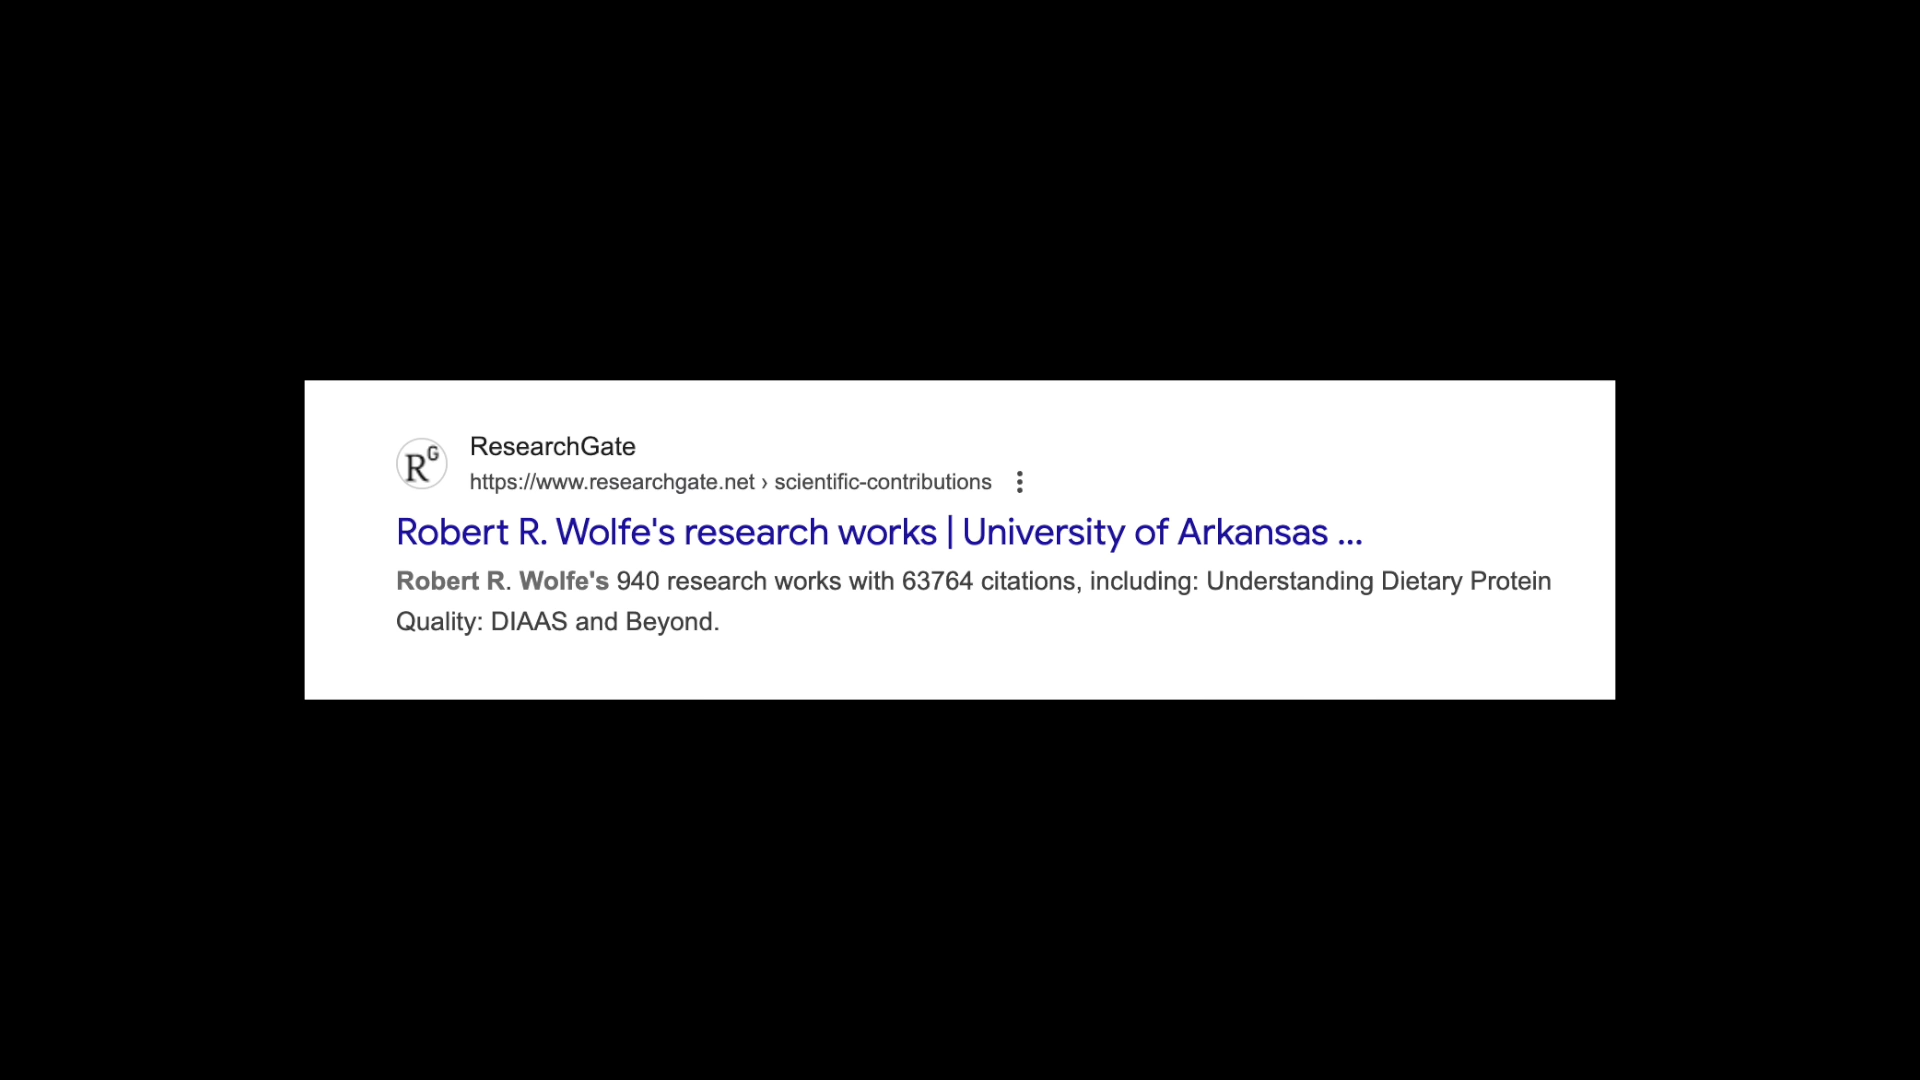 RG
ResearchGate
https://www.researchgate.net › scientific-contributions
Robert R. Wolfe's research works | University of Arkansas ...
Robert R. Wolfe's 940 research works with 63764 citations, including: Understanding Dietary Protein
Quality: DIAAS and Beyond.